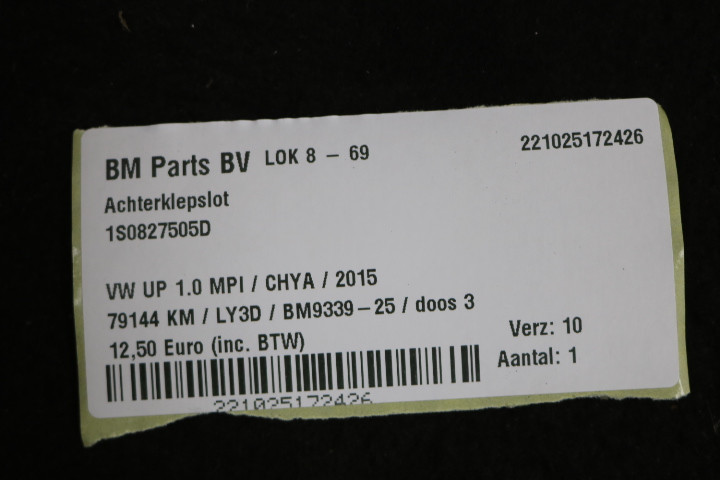 BM Parts BV LOK 8 - 69 221025172426
Achterklepslot
1S0827505D
VW UP 1.0 MPI / CHYA / 2015
79144 KM / LY3D / BM9339-25 / doos 3
12,50 Euro (inc. BTW) Verz: 10
Aantal: 1
221025172426